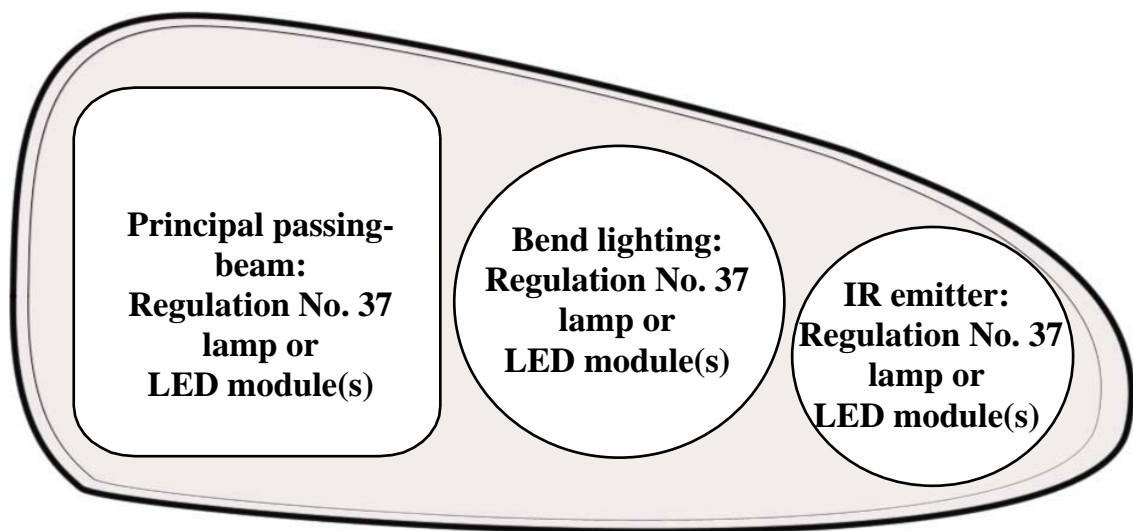 Principal passing-
beam:
Regulation No. 37
lamp or
LED module(s)
Bend lighting:
Regulation No. 37
lamp or
LED module(s)
IR emitter:
Regulation No. 37
lamp or
LED module(s)